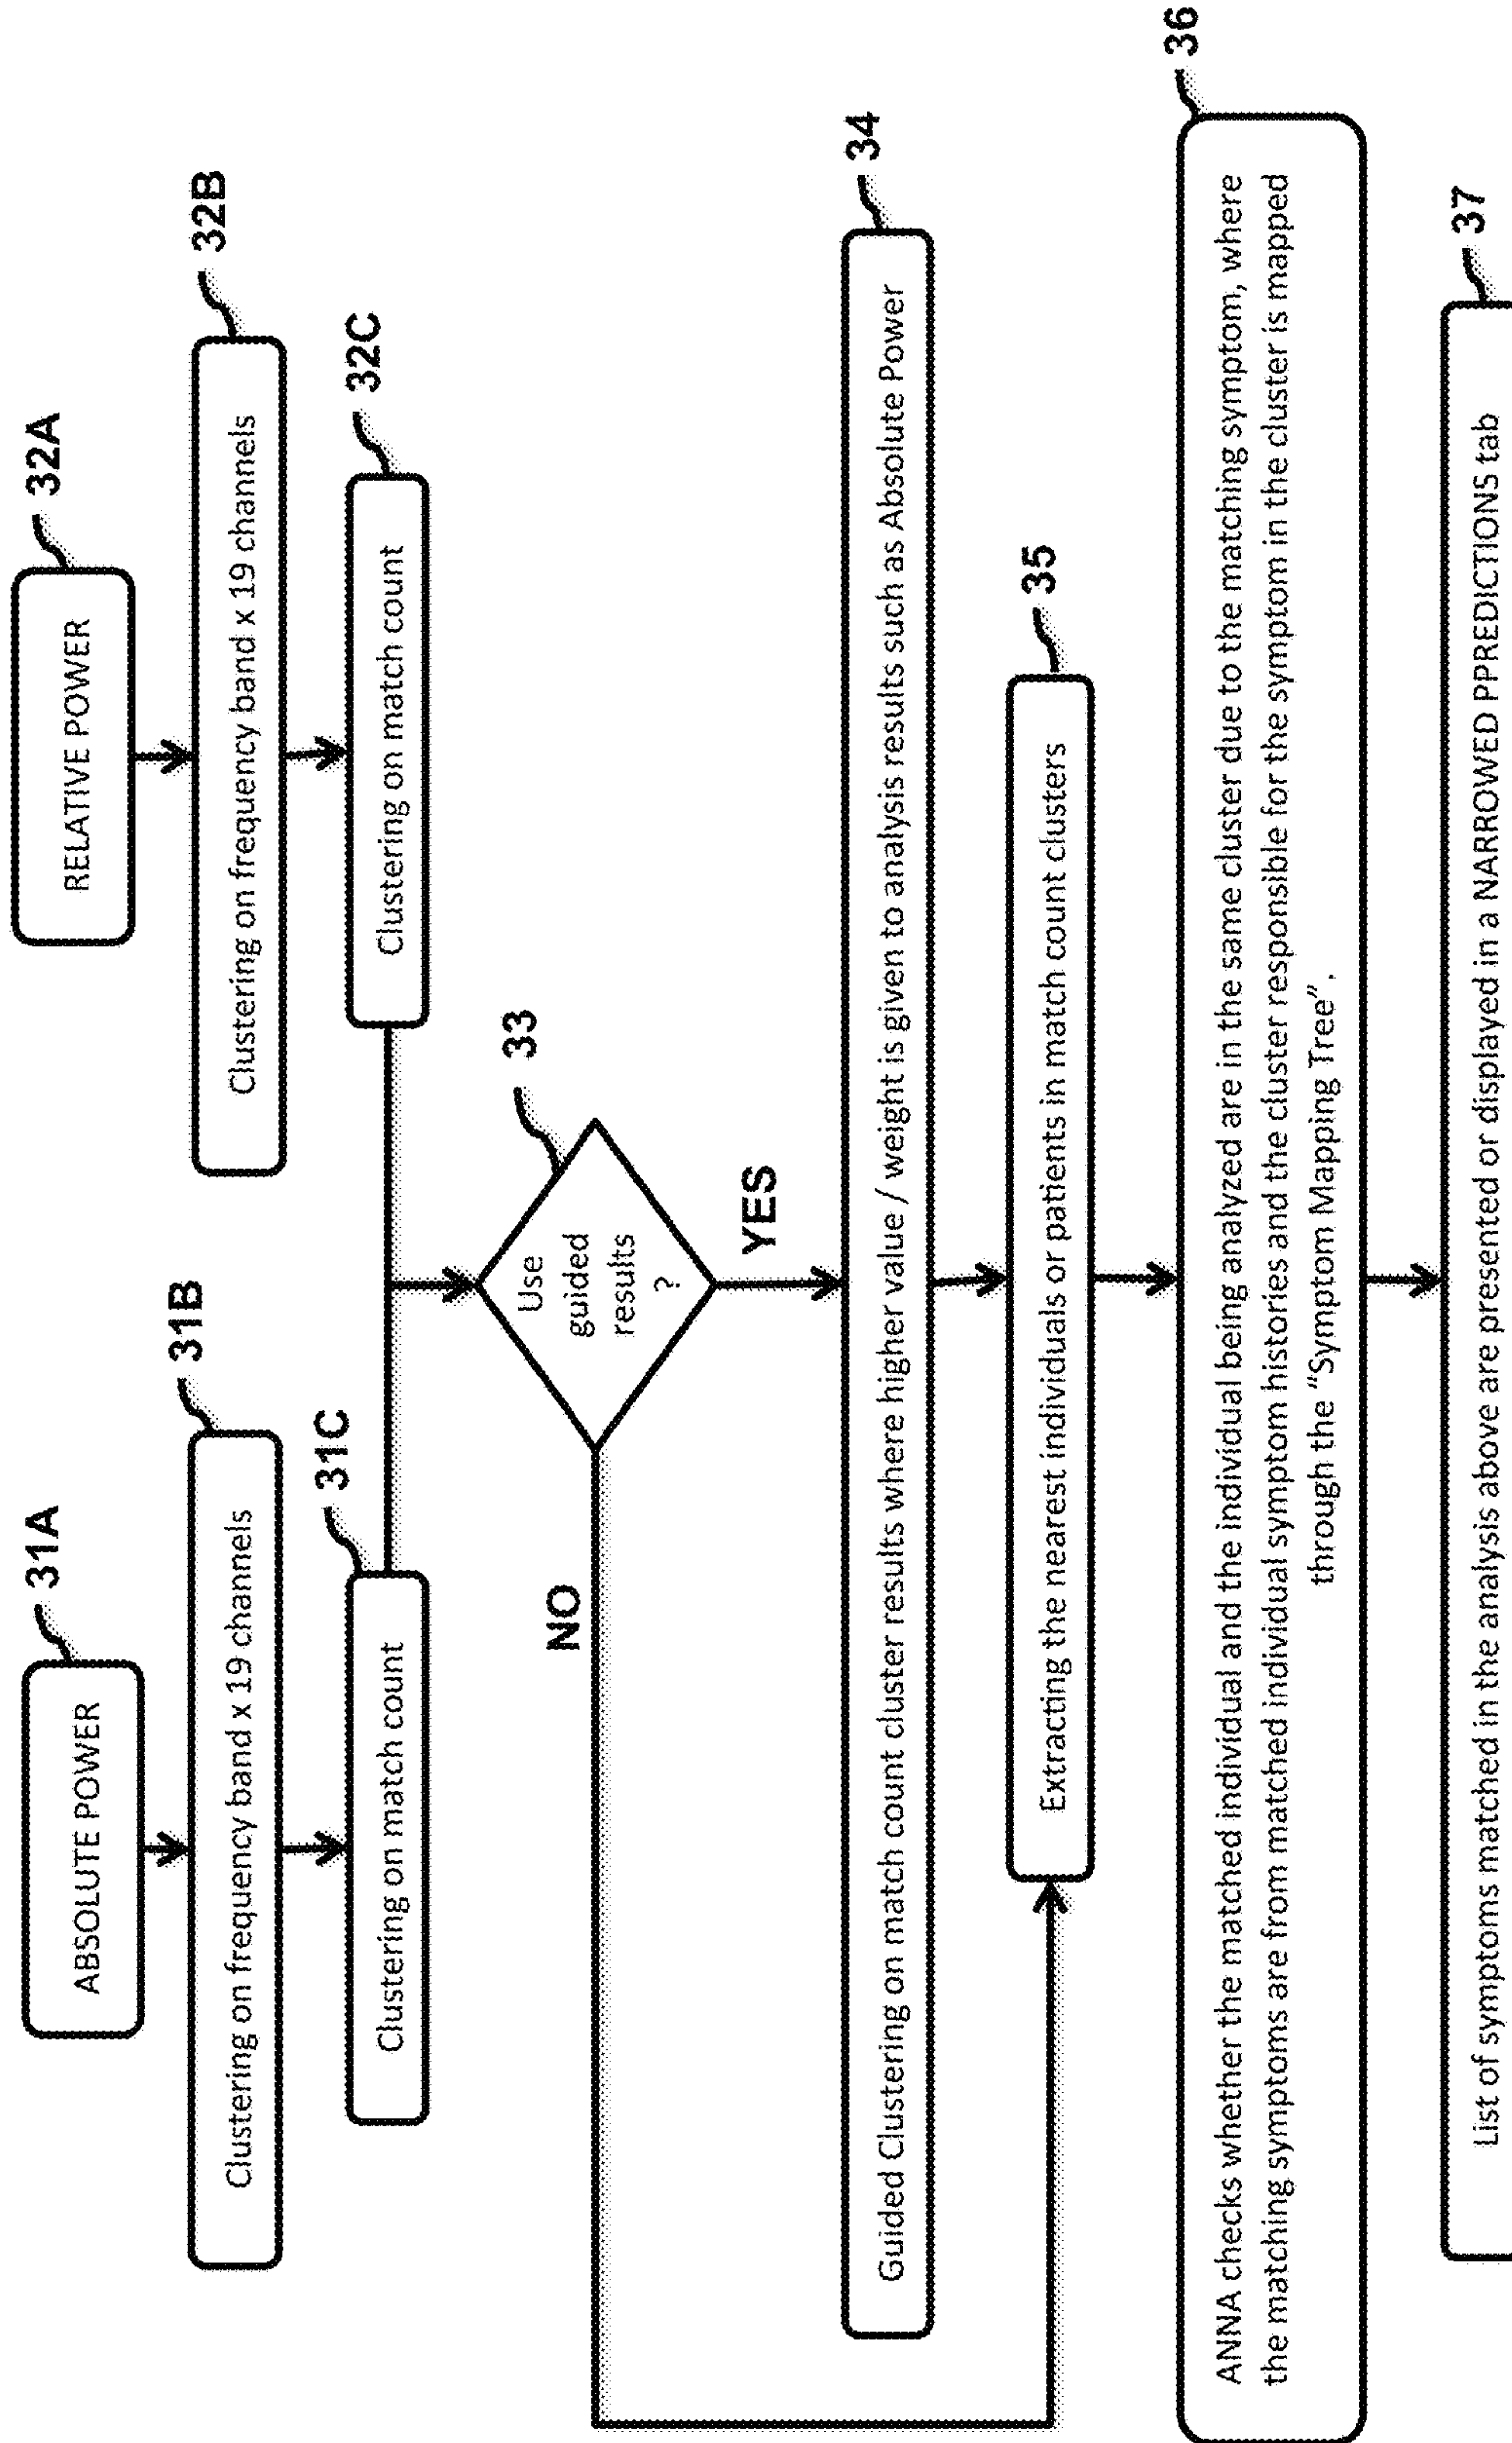 31A
ABSOLUTE POWER
32A
RELATIVE POWER
31B
Clustering on frequency band x 19 channels
32B
Clustering on frequency band x 19 channels
31C
Clustering on match count
32C
Clustering on match count
33
Use
guided
results
?
NO
YES
34
Guided Clustering on match count cluster results where higher value / weight is given to analysis results such as Absolute Power
35
Extracting the nearest individuals or patients in match count clusters
36
ANNA checks whether the matched individual and the individual being analyzed are in the same cluster due to the matching symptom, where
the matching symptoms are from matched individual symptom histories and the cluster responsible for the symptom in the cluster is mapped
through the “Symptom Mapping Tree”.
37
List of symptoms matched in the analysis above are presented or displayed in a NARROWED PPREDICTIONS tab